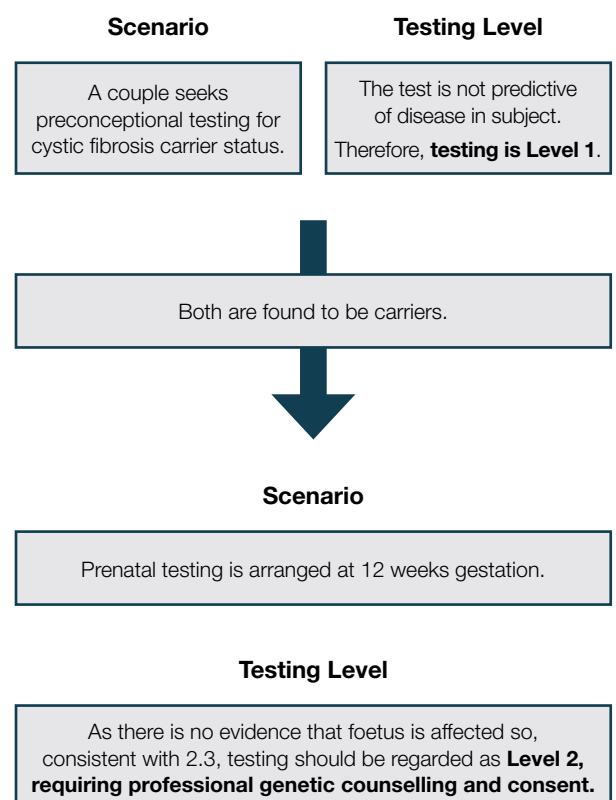 Scenario
Testing Level
A couple seeks
preconceptional testing for
cystic fibrosis carrier status.
The test is not predictive
of disease in subject.
Therefore, testing is Level 1.
Both are found to be carriers.
Scenario
Prenatal testing is arranged at 12 weeks gestation.
Testing Level
As there is no evidence that foetus is affected so,
consistent with 2.3, testing should be regarded as Level 2,
requiring professional genetic counselling and consent.